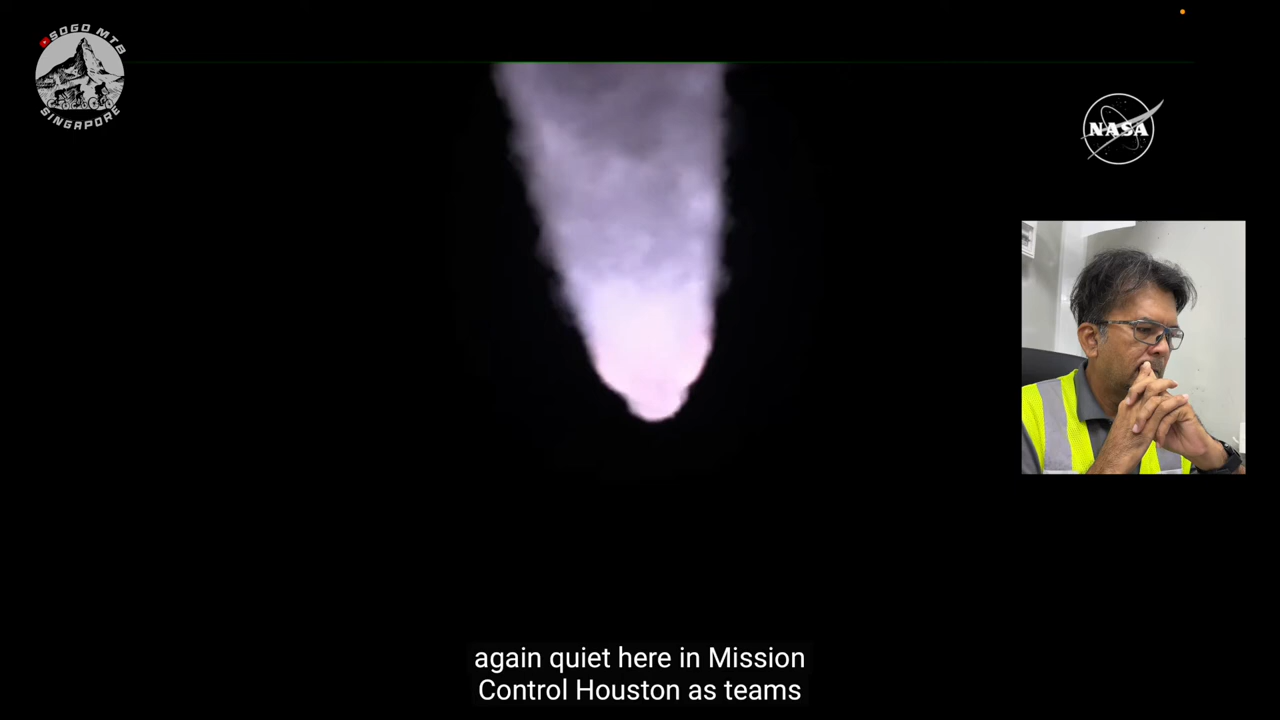 SOGO MTB
SINGAPORE
NASA
again quiet here in Mission
Control Houston as teams